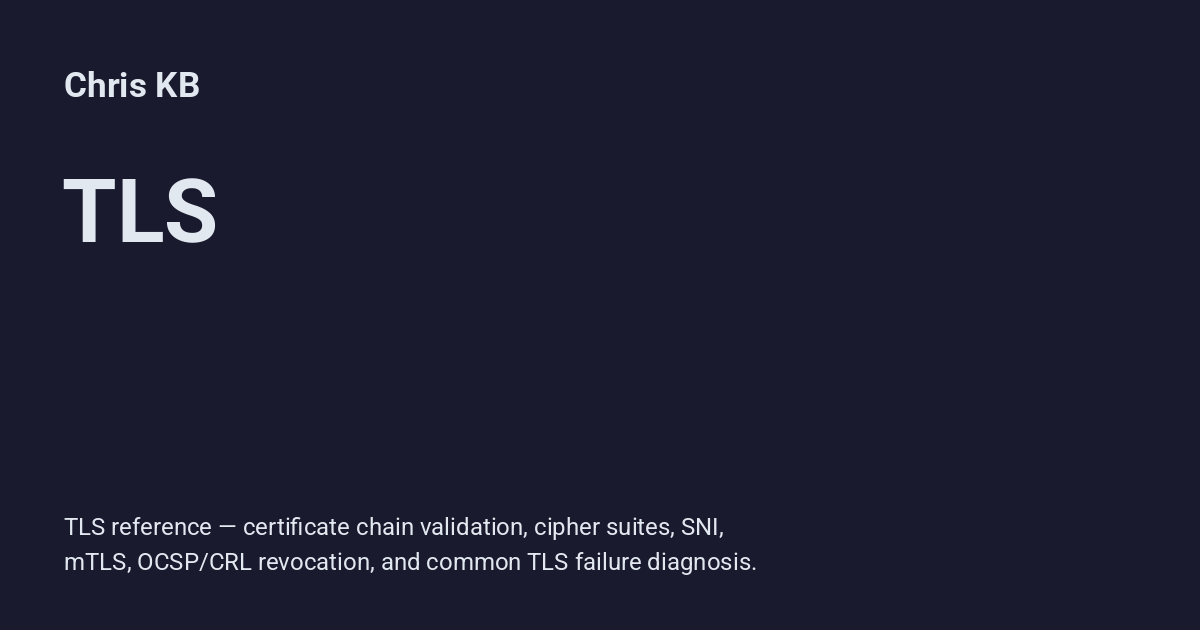 Chris KB
TLS
TLS reference — certificate chain validation, cipher suites, SNI,
mTLS, OCSP/CRL revocation, and common TLS failure diagnosis.